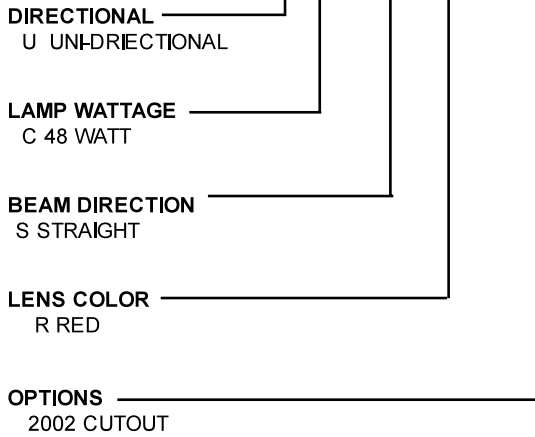 DIRECTIONAL
U UNI-DRIECTIONAL
LAMP WATTAGE
C 48 WATT
BEAM DIRECTION
S STRAIGHT
LENS COLOR
R RED
OPTIONS
2002 CUTOUT